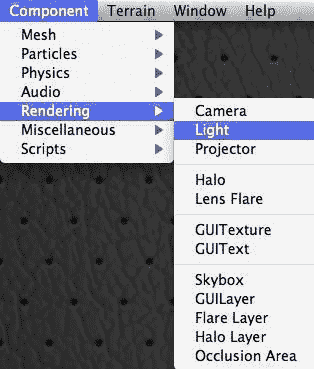 Component Terrain Window Help
Mesh
Particles
Physics
Audio
Rendering
Miscellaneous
Scripts
Camera
Light
Projector
Halo
Lens Flare
GUITexture
GUIText
Skybox
GUILayer
Flare Layer
Halo Layer
Occlusion Area